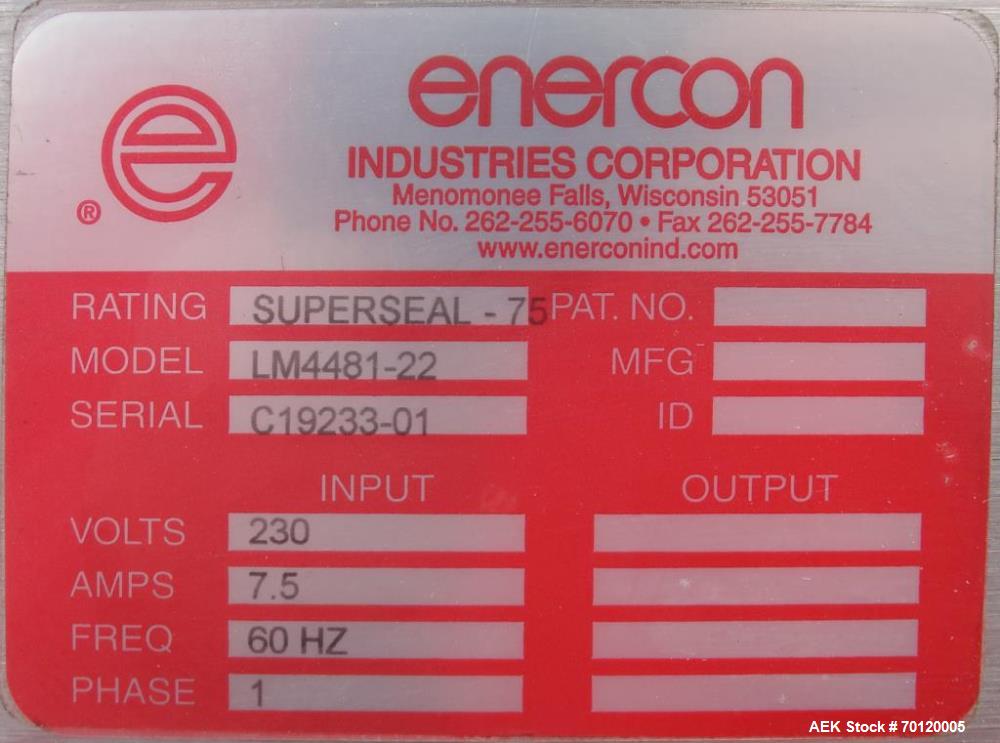 enercon
e
®
INDUSTRIES CORPORATION
Menomonee Falls, Wisconsin 53051
Phone No. 262-255-6070 • Fax 262-255-7784
www.enerconind.com
RATING SUPERSEAL - 75 PAT. NO.
MODEL LM4481-22 MFG
SERIAL C19233-01 ID
INPUT OUTPUT
VOLTS 230
AMPS 7.5
FREQ 60 HZ
PHASE 1
AEK Stock # 70120005